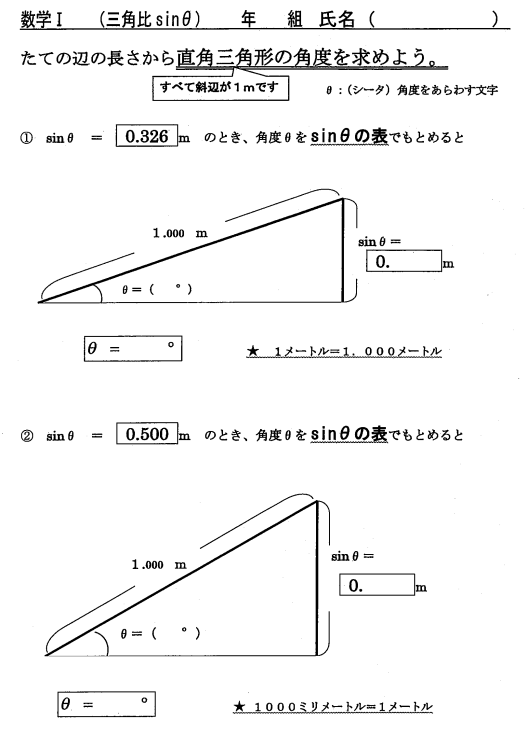 数学Ⅰ （三角比sinθ） 年 組 氏名（ ）
たての辺の長さから直角三角形の角度を求めよう。
すべて斜辺が1mです
θ：（シータ）角度をあらわす文字
① sinθ ＝ 0.326 m のとき、角度θをsinθの表でもとめると
1.000 m
sinθ＝
0. m
θ＝（ °）
θ ＝ °
★ 1メートル＝1．000メートル
② sinθ ＝ 0.500 m のとき、角度θをsinθの表でもとめると
1.000 m
sinθ＝
0. m
θ＝（ °）
θ ＝ °
★ 1000ミリメートル＝1メートル